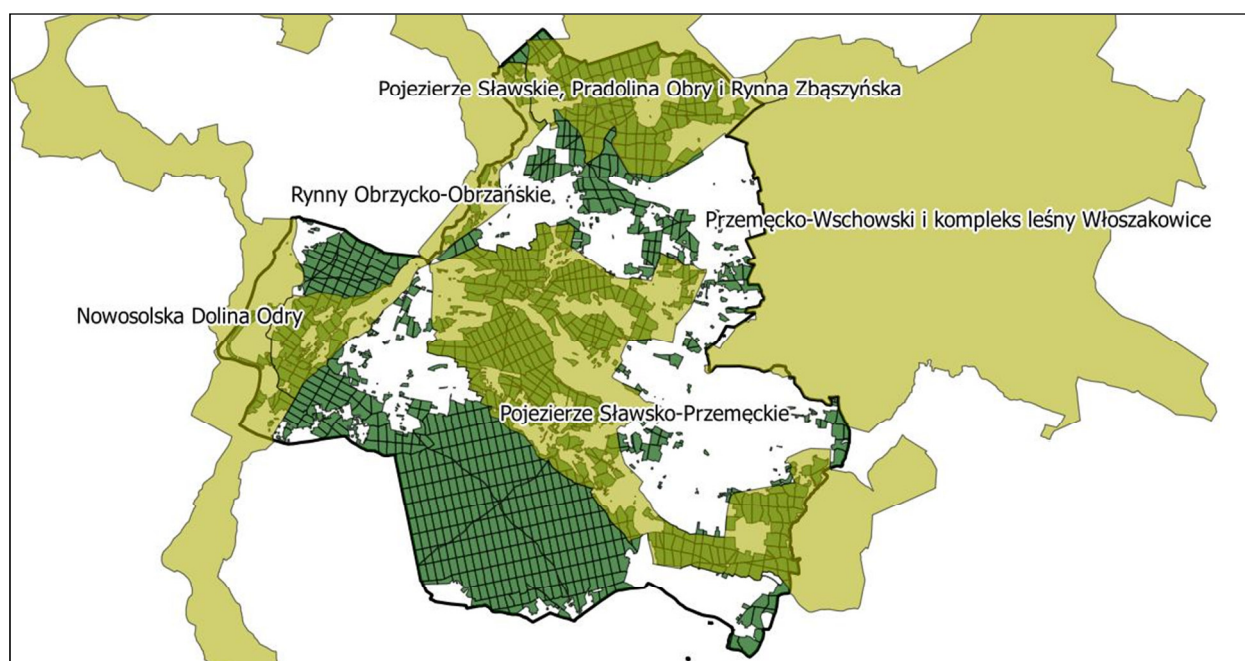 Pojezierze Sławskie, Pradolina Obry i Rynna Zbąszyńska
Rynny Obrzycko-Obrzańskie
Przemęcko-Wschowski i kompleks leśny Włoszakowice
Nowosolska Dolina Odry
Pojezierze Sławsko-Przemęckie